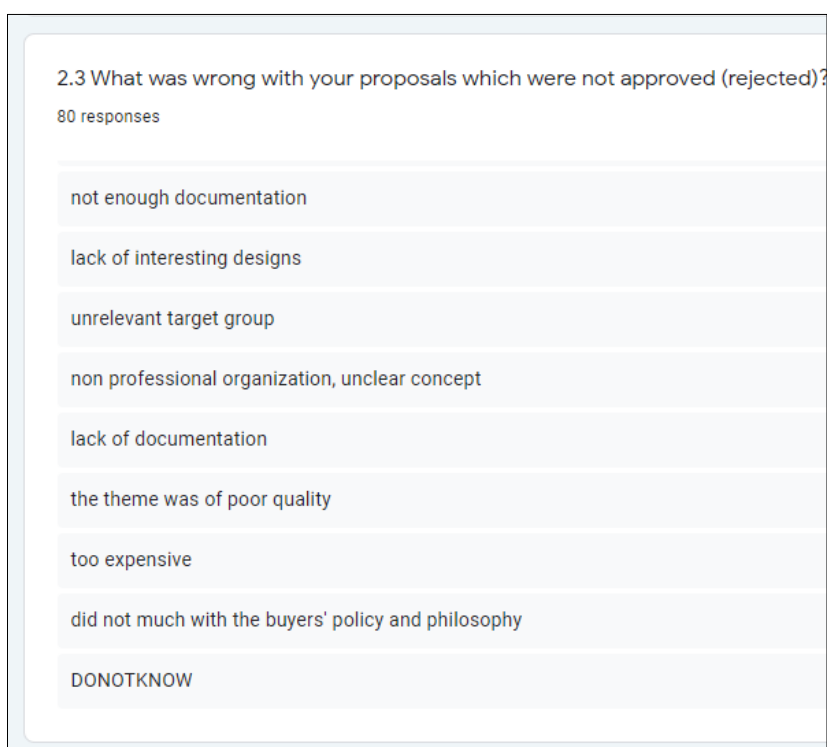 2.3 What was wrong with your proposals which were not approved (rejected)?
80 responses
not enough documentation
lack of interesting designs
unrelevant target group
non professional organization, unclear concept
lack of documentation
the theme was of poor quality
too expensive
did not much with the buyers' policy and philosophy
DONOTKNOW